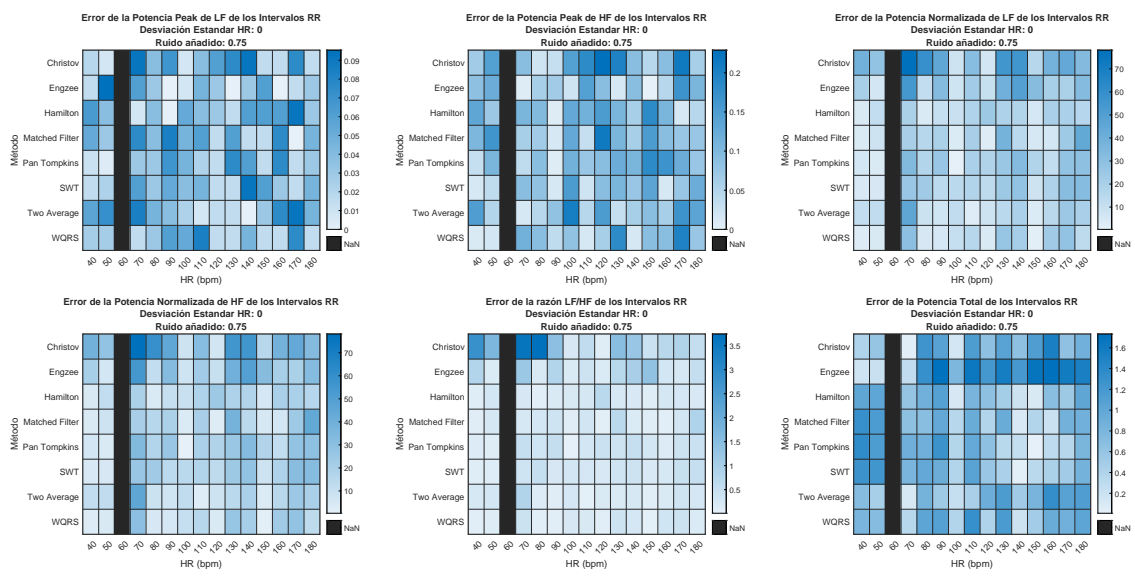 Error de la Potencia Peak de LF de los Intervalos RR
Desviación Estandar HR: 0
Ruido añadido: 0.75
Método
Christov
Engzee
Hamilton
Matched Filter
Pan Tompkins
SWT
Two Average
WQRS
40 50 60 70 80 90 100 110 120 130 140 150 160 170 180
HR (bpm)
0.09
0.08
0.07
0.06
0.05
0.04
0.03
0.02
0.01
0
NaN
Error de la Potencia Peak de HF de los Intervalos RR
Desviación Estandar HR: 0
Ruido añadido: 0.75
Método
Christov
Engzee
Hamilton
Matched Filter
Pan Tompkins
SWT
Two Average
WQRS
40 50 60 70 80 90 100 110 120 130 140 150 160 170 180
HR (bpm)
0.2
0.15
0.1
0.05
0
NaN
Error de la Potencia Normalizada de LF de los Intervalos RR
Desviación Estandar HR: 0
Ruido añadido: 0.75
Método
Christov
Engzee
Hamilton
Matched Filter
Pan Tompkins
SWT
Two Average
WQRS
40 50 60 70 80 90 100 110 120 130 140 150 160 170 180
HR (bpm)
70
60
50
40
30
20
10
NaN
Error de la Potencia Normalizada de HF de los Intervalos RR
Desviación Estandar HR: 0
Ruido añadido: 0.75
Método
Christov
Engzee
Hamilton
Matched Filter
Pan Tompkins
SWT
Two Average
WQRS
40 50 60 70 80 90 100 110 120 130 140 150 160 170 180
HR (bpm)
70
60
50
40
30
20
10
NaN
Error de la razón LF/HF de los Intervalos RR
Desviación Estandar HR: 0
Ruido añadido: 0.75
Método
Christov
Engzee
Hamilton
Matched Filter
Pan Tompkins
SWT
Two Average
WQRS
40 50 60 70 80 90 100 110 120 130 140 150 160 170 180
HR (bpm)
3.5
3
2.5
2
1.5
1
0.5
NaN
Error de la Potencia Total de los Intervalos RR
Desviación Estandar HR: 0
Ruido añadido: 0.75
Método
Christov
Engzee
Hamilton
Matched Filter
Pan Tompkins
SWT
Two Average
WQRS
40 50 60 70 80 90 100 110 120 130 140 150 160 170 180
HR (bpm)
1.6
1.4
1.2
1
0.8
0.6
0.4
0.2
NaN